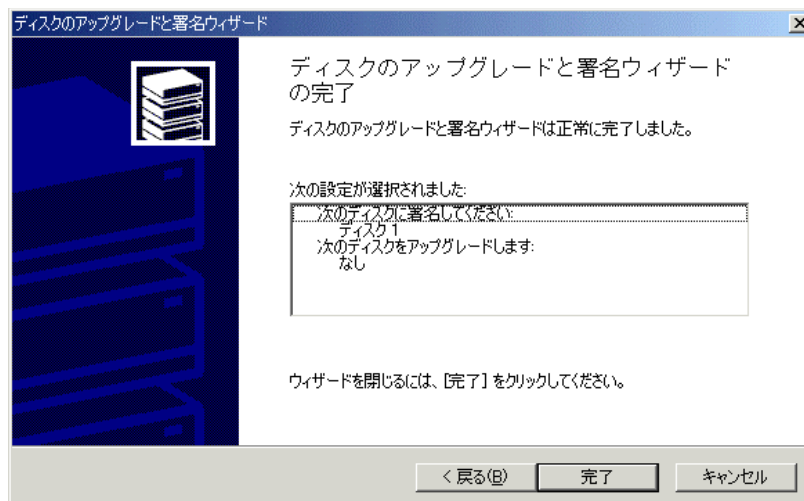 ディスクのアップグレードと署名ウィザード
ディスクのアップグレードと署名ウィザード
の完了
ディスクのアップグレードと署名ウィザードは正常に完了しました。
次の設定が選択されました:
次のディスクに署名してください:
ディスク 1
次のディスクをアップグレードします:
なし
ウィザードを閉じるには、[完了] をクリックしてください。
< 戻る(B)
完了
キャンセル